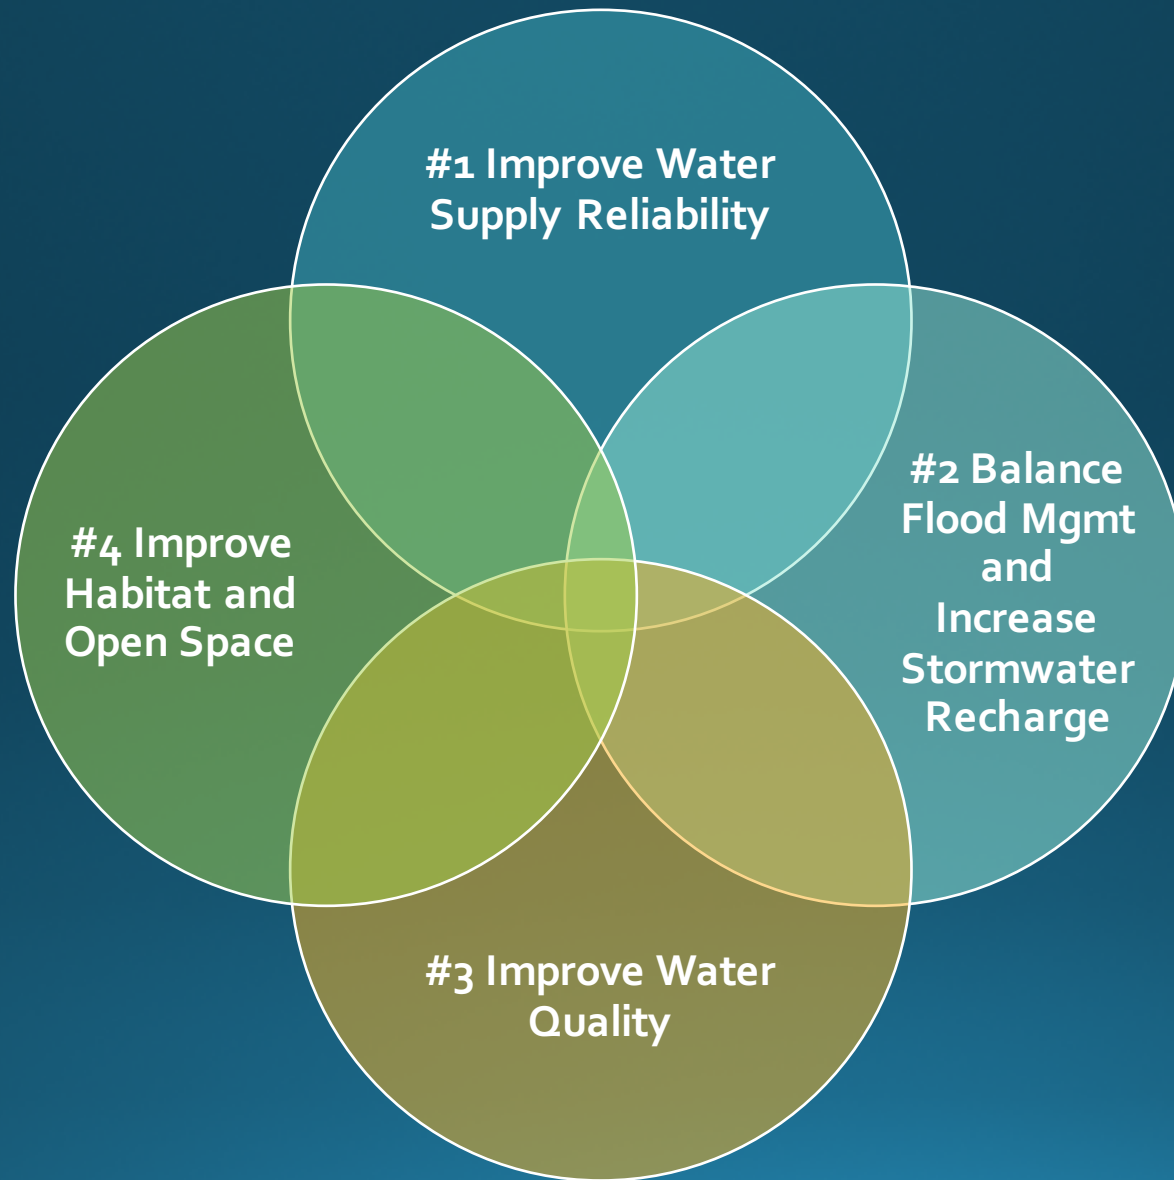 #1 Improve Water
Supply Reliability
#2 Balance
Flood Mgmt
and
Increase
Stormwater
Recharge
#3 Improve Water
Quality
#4 Improve
Habitat and
Open Space